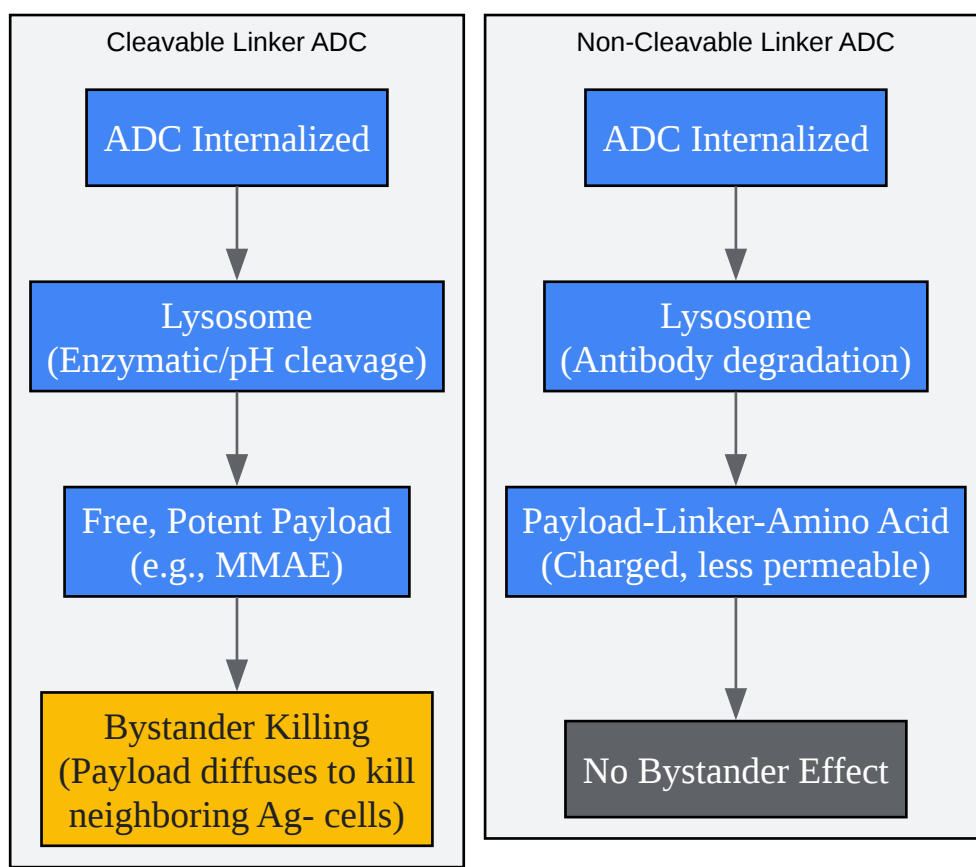 Cleavable Linker ADC
ADC Internalized
Lysosome
(Enzymatic/pH cleavage)
Free, Potent Payload
(e.g., MMAE)
Bystander Killing
(Payload diffuses to kill
neighboring Ag- cells)
Non-Cleavable Linker ADC
ADC Internalized
Lysosome
(Antibody degradation)
Payload-Linker-Amino Acid
(Charged, less permeable)
No Bystander Effect